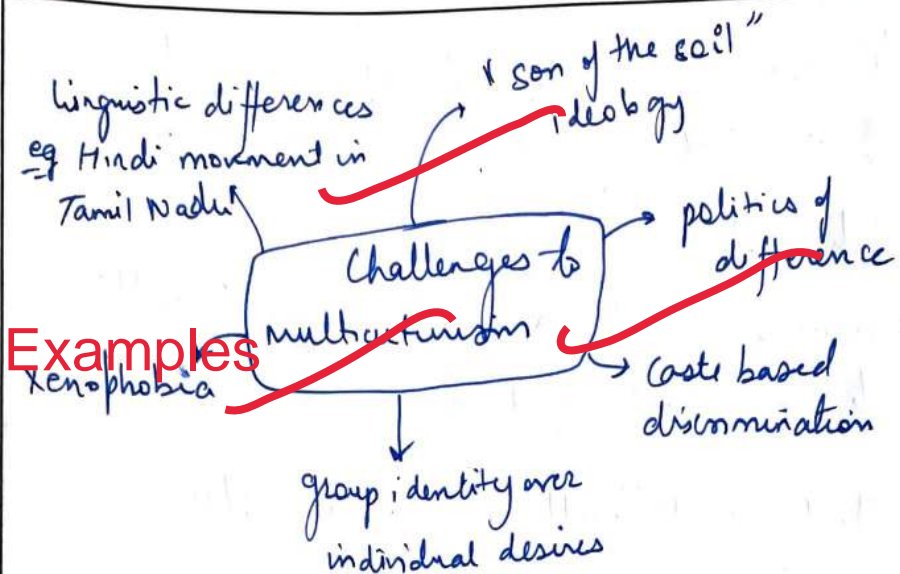 linguistic differences
eg Hindi movment in
Tamil Nadu
" son of the soil "
ideology
politics of
difference
Challenges to
multiculturism
Examples
xenophobia
caste based
discrimination
group identity over
individual desires